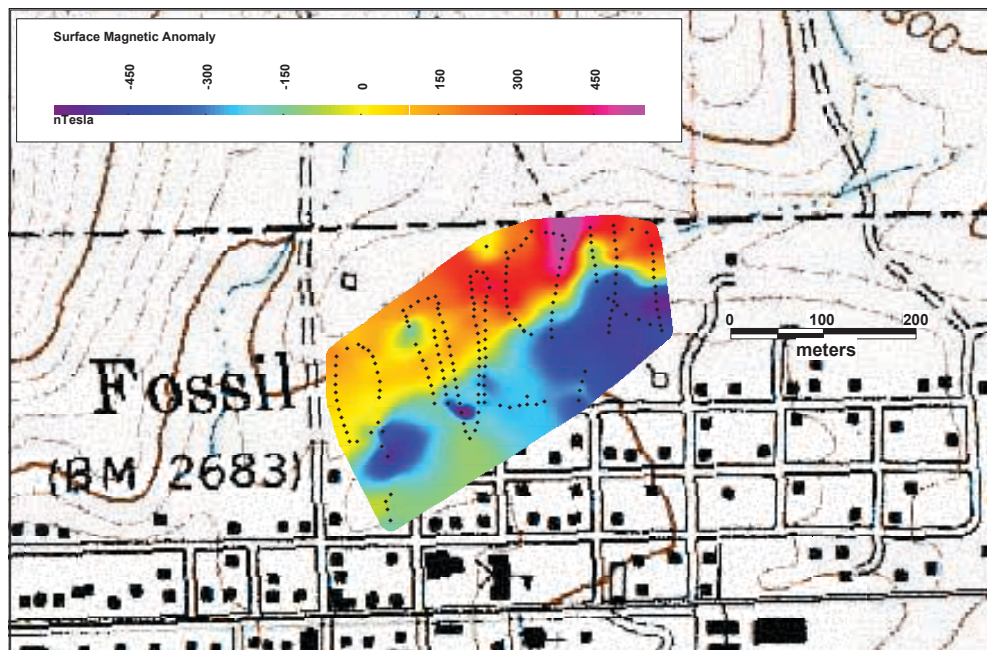 Surface Magnetic Anomaly
-450 -300 -150 0 150 300 450
nTesla
0 100 200
meters
Fossil
(BM 2683)